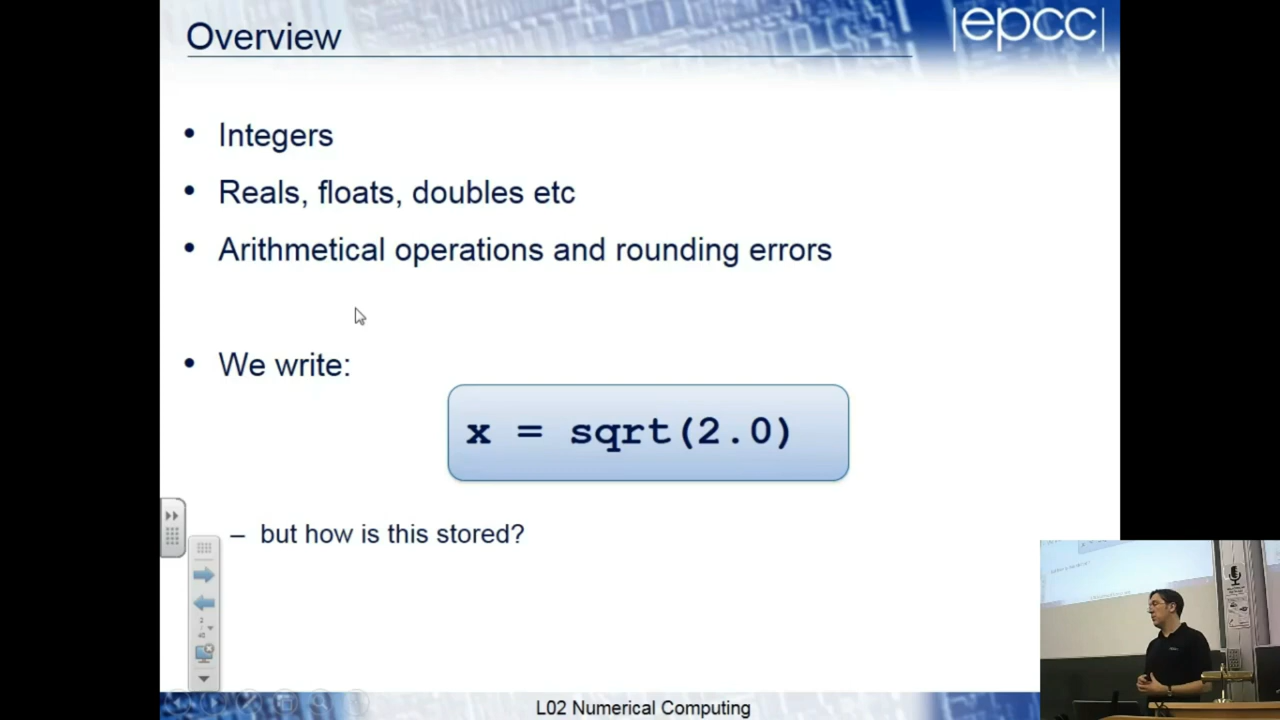 Overview
|epcc|
• Integers
• Reals, floats, doubles etc
• Arithmetical operations and rounding errors
• We write:
x = sqrt(2.0)
– but how is this stored?
L02 Numerical Computing